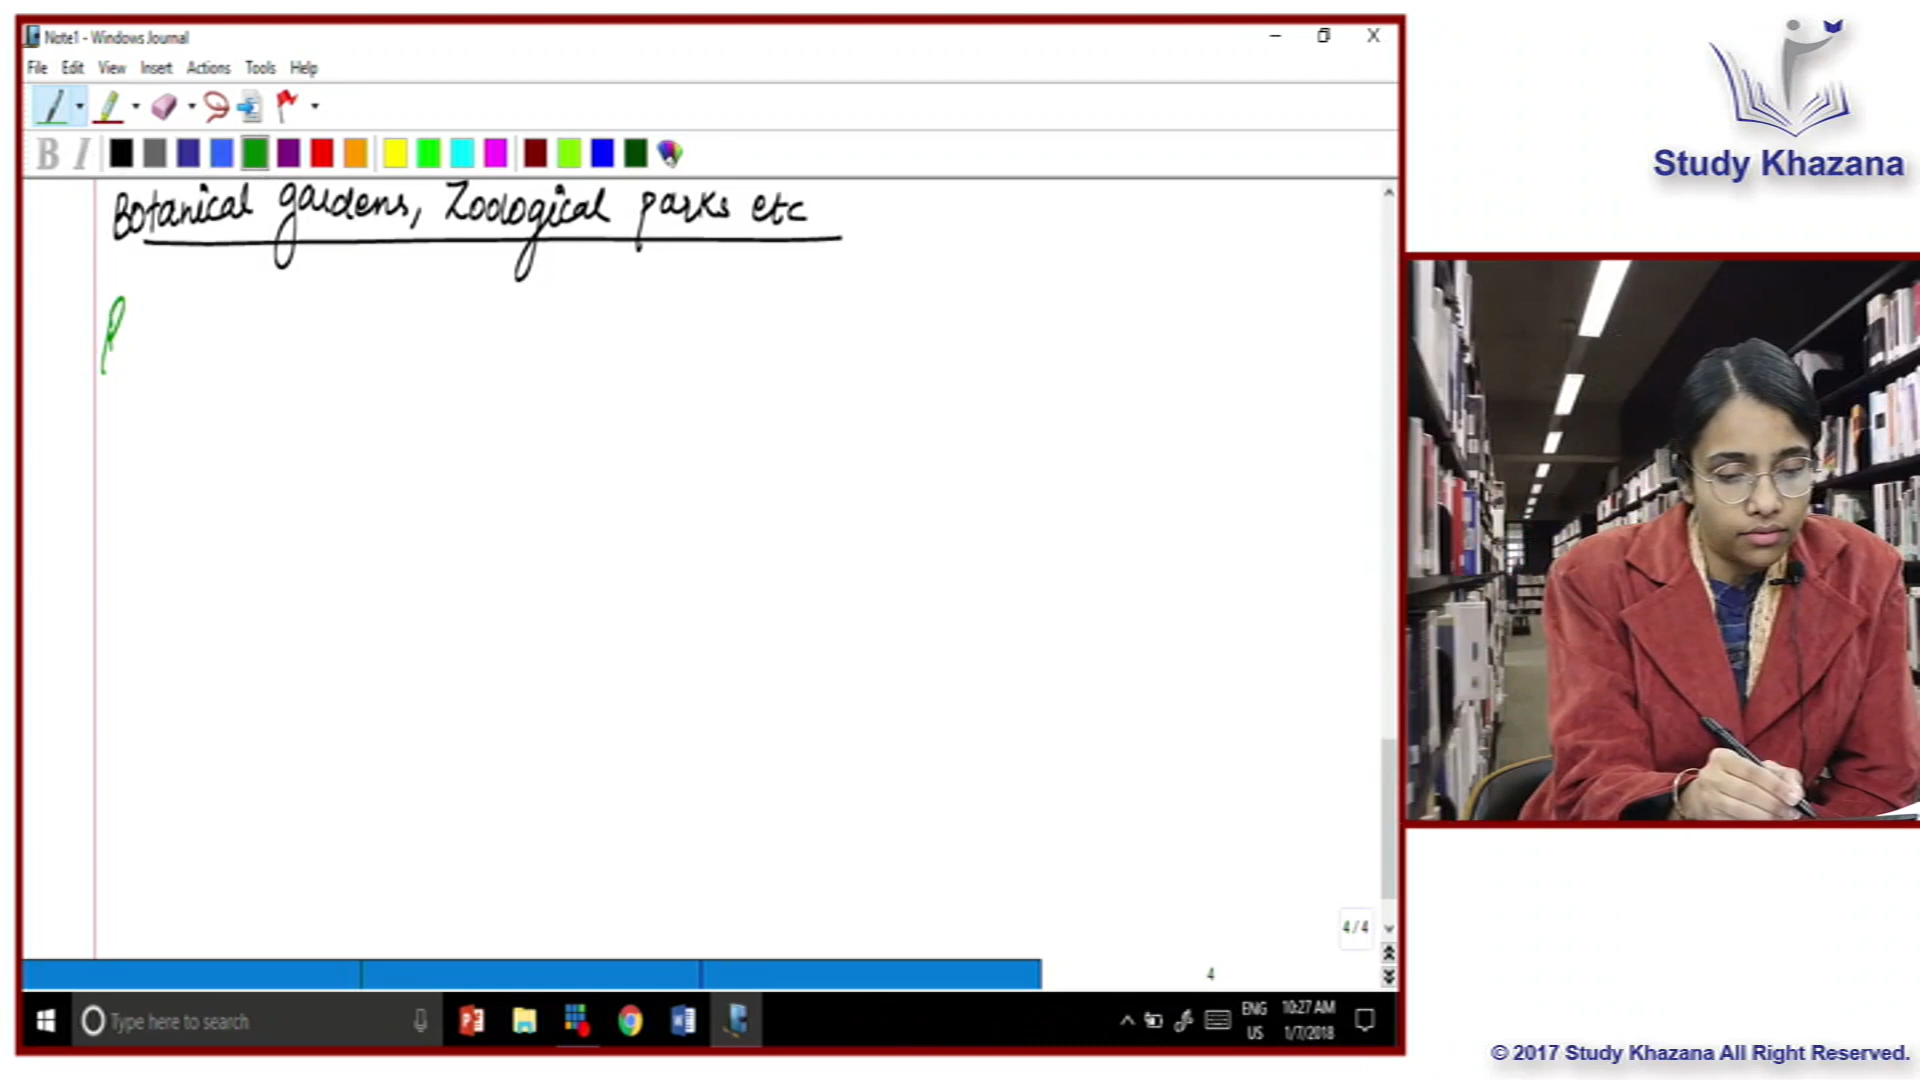 Note1 - Windows Journal
File Edit View Insert Actions Tools Help
B I
Botanical gardens, Zoological parks etc
4 / 4
4
Type here to search
ENG
US
10:27 AM
1/7/2018
Study Khazana
© 2017 Study Khazana All Right Reserved.